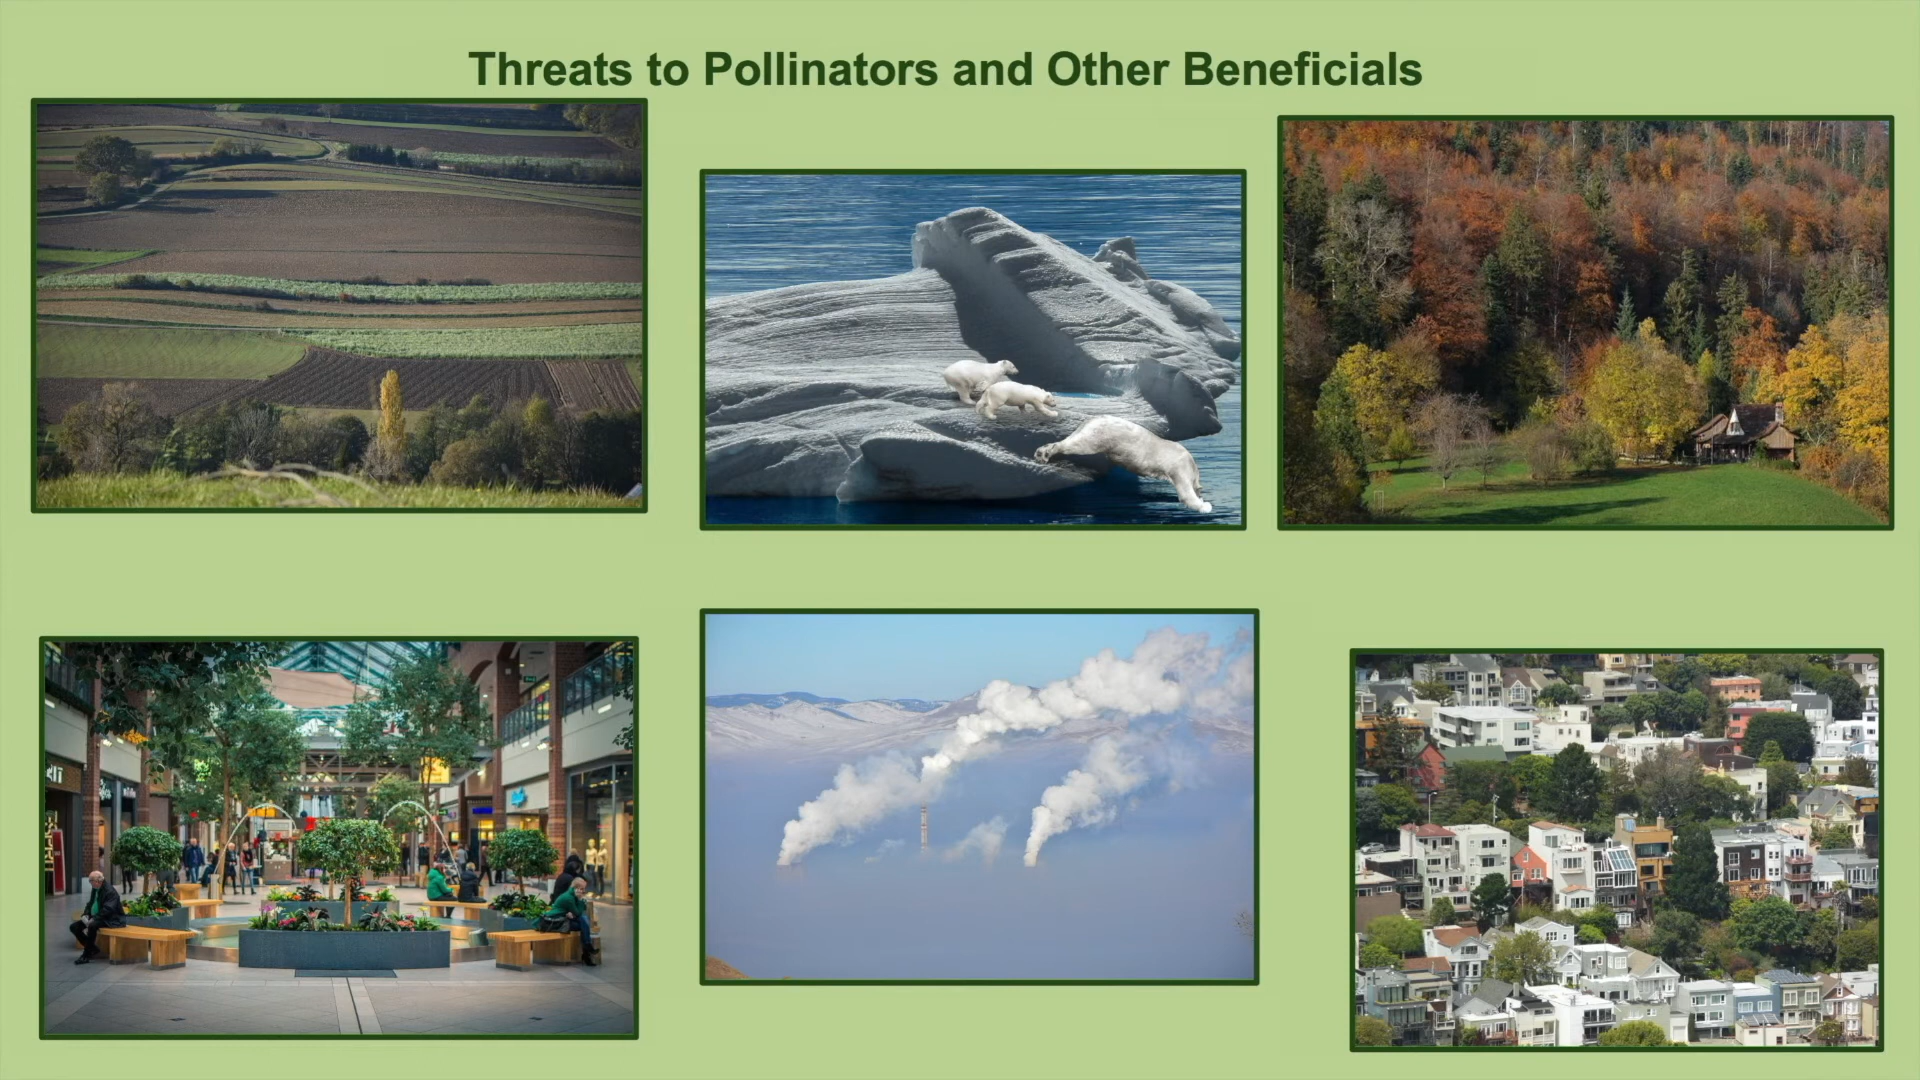 Threats to Pollinators and Other Beneficials